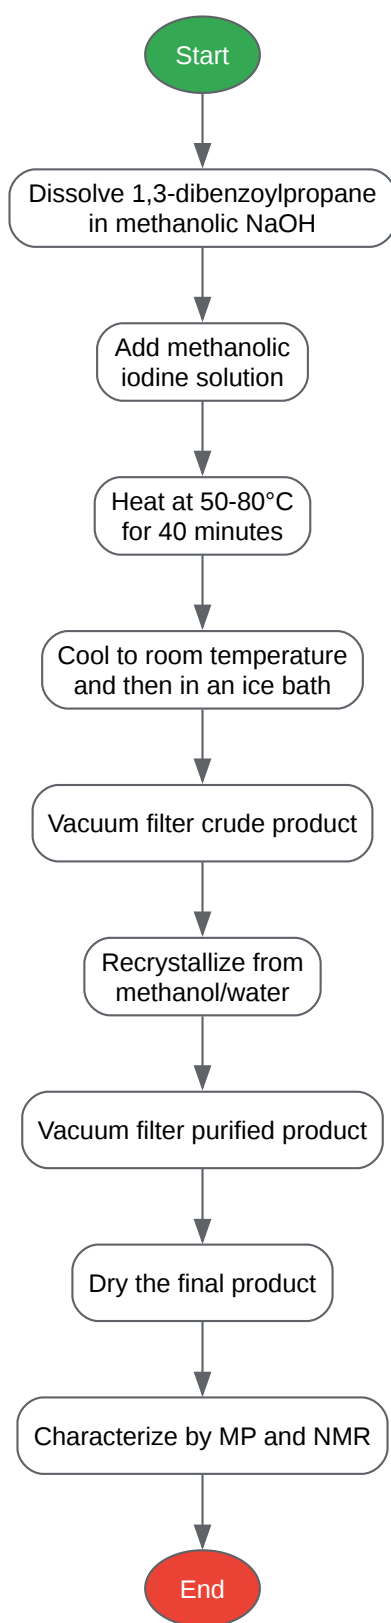 Start
Dissolve 1,3-dibenzoylpropane
in methanolic NaOH
Add methanolic
iodine solution
Heat at 50-80°C
for 40 minutes
Cool to room temperature
and then in an ice bath
Vacuum filter crude product
Recrystallize from
methanol/water
Vacuum filter purified product
Dry the final product
Characterize by MP and NMR
End